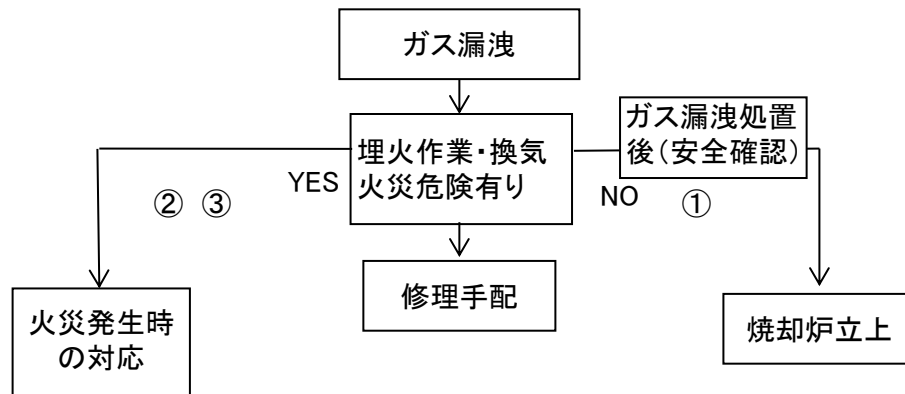 ガス漏洩
埋火作業・換気
火災危険有り
ガス漏洩処置
後（安全確認）
YES
NO
② ③
①
修理手配
火災発生時
の対応
焼却炉立上